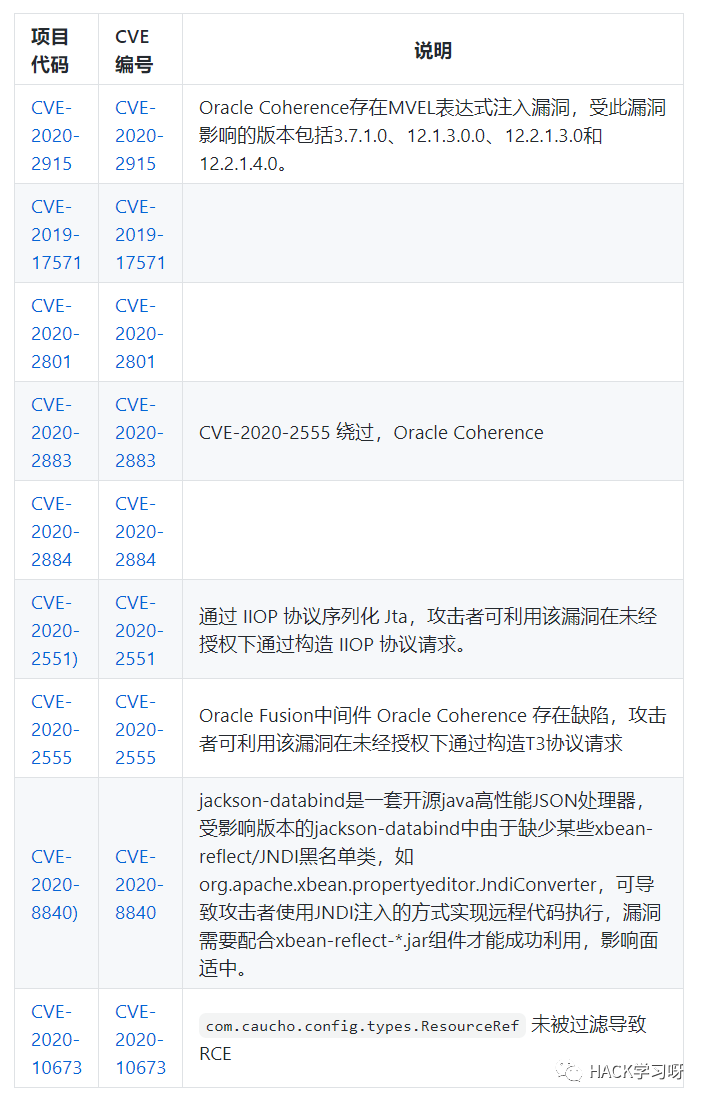 项目 CVE 说明
代码 编号
CVE- CVE- Oracle Coherence存在MVEL表达式注入漏洞，受此漏洞
2020- 2020- 影响的版本包括3.7.1.0、12.1.3.0.0、12.2.1.3.0和
2915 2915 12.2.1.4.0。
CVE- CVE-
2019- 2019-
17571 17571
CVE- CVE-
2020- 2020-
2801 2801
CVE- CVE-
2020- 2020- CVE-2020-2555 绕过，Oracle Coherence
2883 2883
CVE- CVE-
2020- 2020-
2884 2884
CVE- CVE- 通过 IIOP 协议序列化 Jta，攻击者可利用该漏洞在未经
2020- 2020- 授权下通过构造 IIOP 协议请求。
2551) 2551
CVE- CVE- Oracle Fusion中间件 Oracle Coherence 存在缺陷，攻击
2020- 2020- 者可利用该漏洞在未经授权下通过构造T3协议请求
2555 2555
jackson-databind是一套开源java高性能JSON处理器，
受影响版本的jackson-databind中由于缺少某些xbean-
CVE- CVE- reflect/JNDI黑名单类，如
2020- 2020- org.apache.xbean.propertyeditor.JndiConverter，可导
8840) 8840 致攻击者使用JNDI注入的方式实现远程代码执行，漏洞
需要配合xbean-reflect-*.jar组件才能成功利用，影响面
适中。
CVE- CVE- com.caucho.config.types.ResourceRef 未被过滤导致
2020- 2020- RCE
10673 10673
HACK学习呀